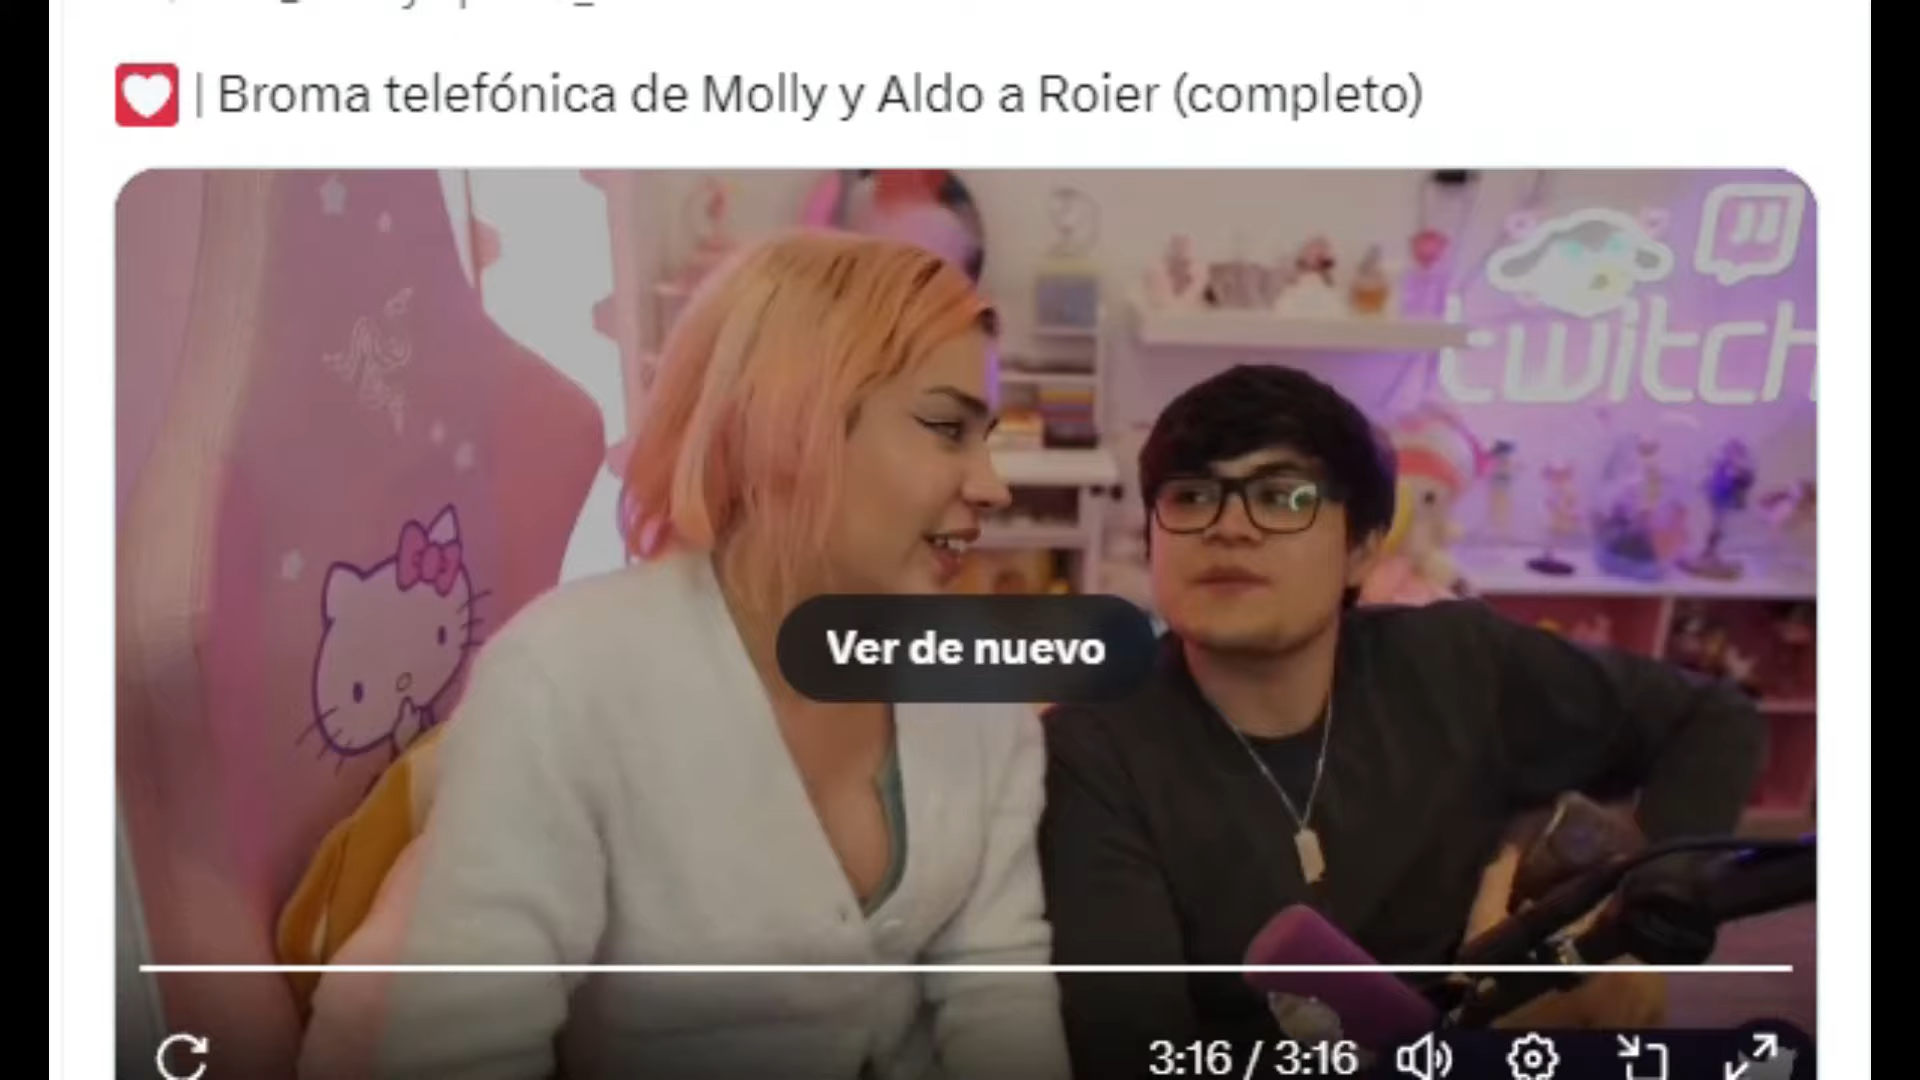 | Broma telefónica de Molly y Aldo a Roier (completo)
twitch
Ver de nuevo
3:16 / 3:16